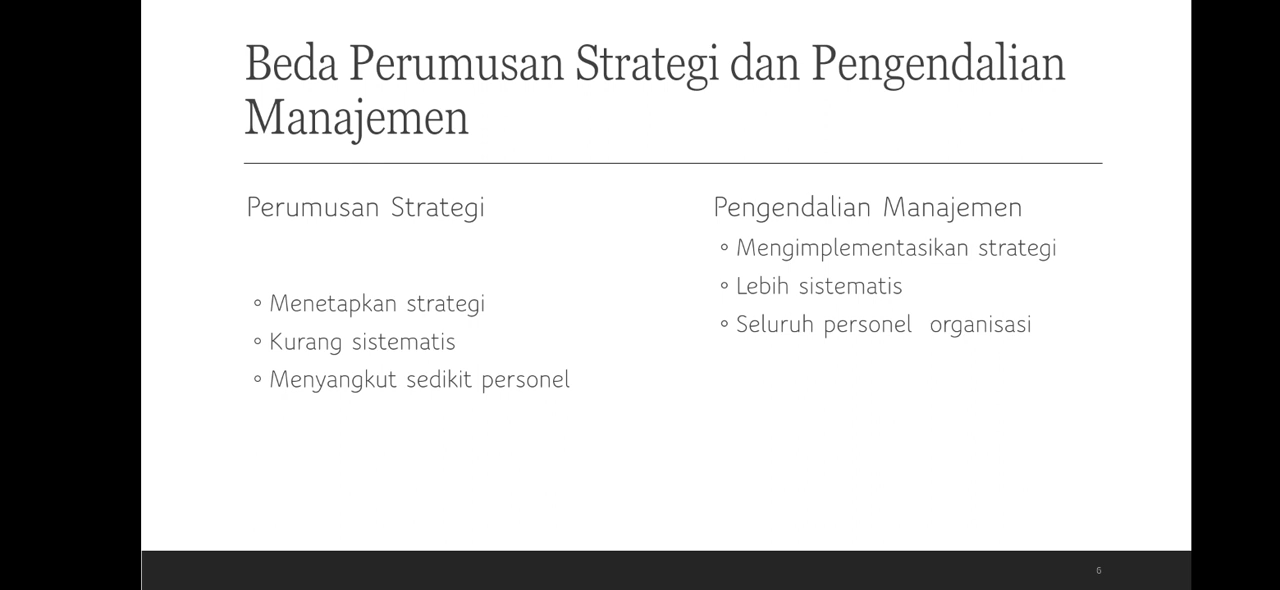 Beda Perumusan Strategi dan Pengendalian
Manajemen
Perumusan Strategi
◦ Menetapkan strategi
◦ Kurang sistematis
◦ Menyangkut sedikit personel
Pengendalian Manajemen
◦ Mengimplementasikan strategi
◦ Lebih sistematis
◦ Seluruh personel organisasi
6